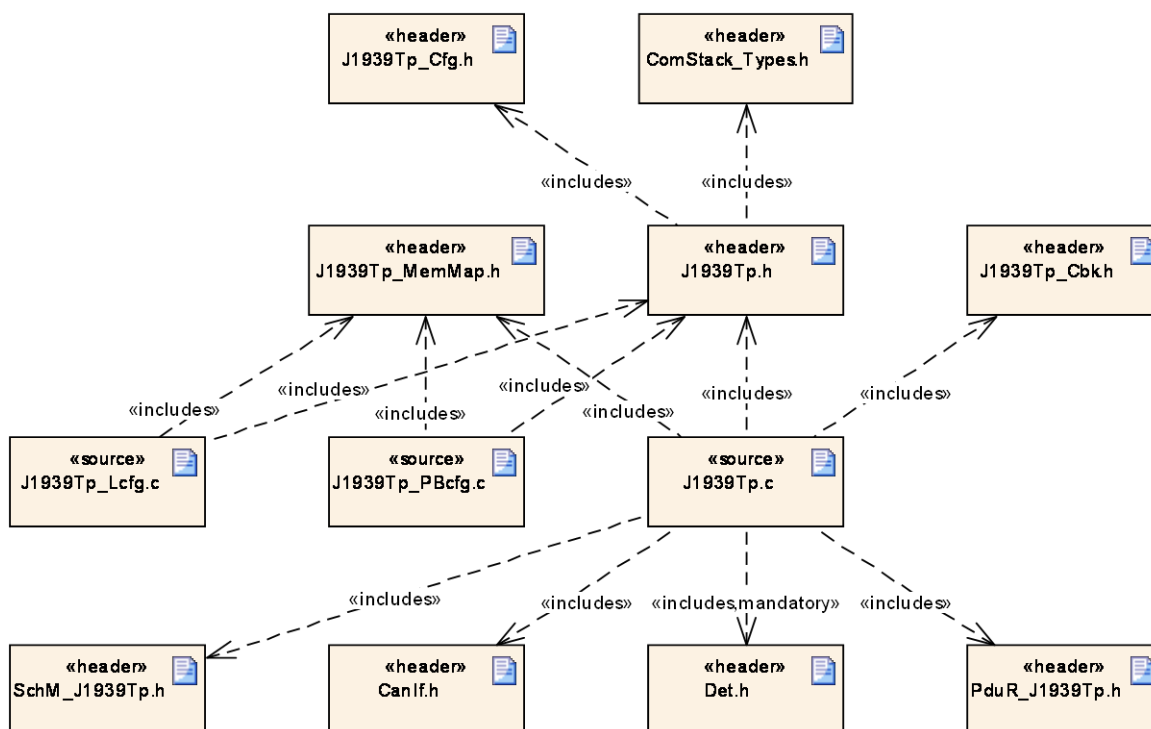 «header»
J1939Tp_Cfg.h
«header»
ComStack_Types.h
«includes»
«includes»
«header»
J1939Tp_MemMap.h
«header»
J1939Tp.h
«header»
J1939Tp_Cbk.h
«includes»
«includes»
«includes»
«includes»
«includes»
«includes»
«includes»
«source»
J1939Tp_Lcfg.c
«source»
J1939Tp_PBcfg.c
«source»
J1939Tp.c
«includes»
«includes»
«includes,mandatory»
«includes»
«header»
SchM_J1939Tp.h
«header»
CanIf.h
«header»
Det.h
«header»
PduR_J1939Tp.h